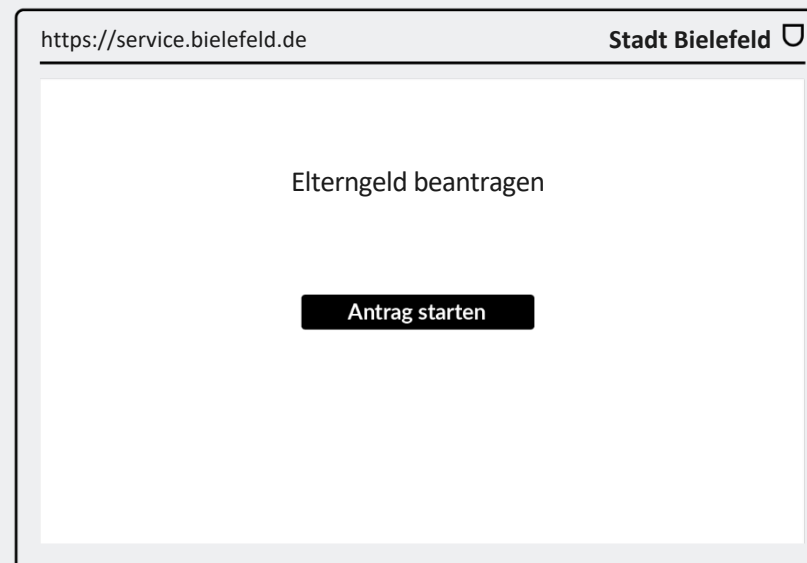 https://service.bielefeld.de
Stadt Bielefeld
Elterngeld beantragen
Antrag starten